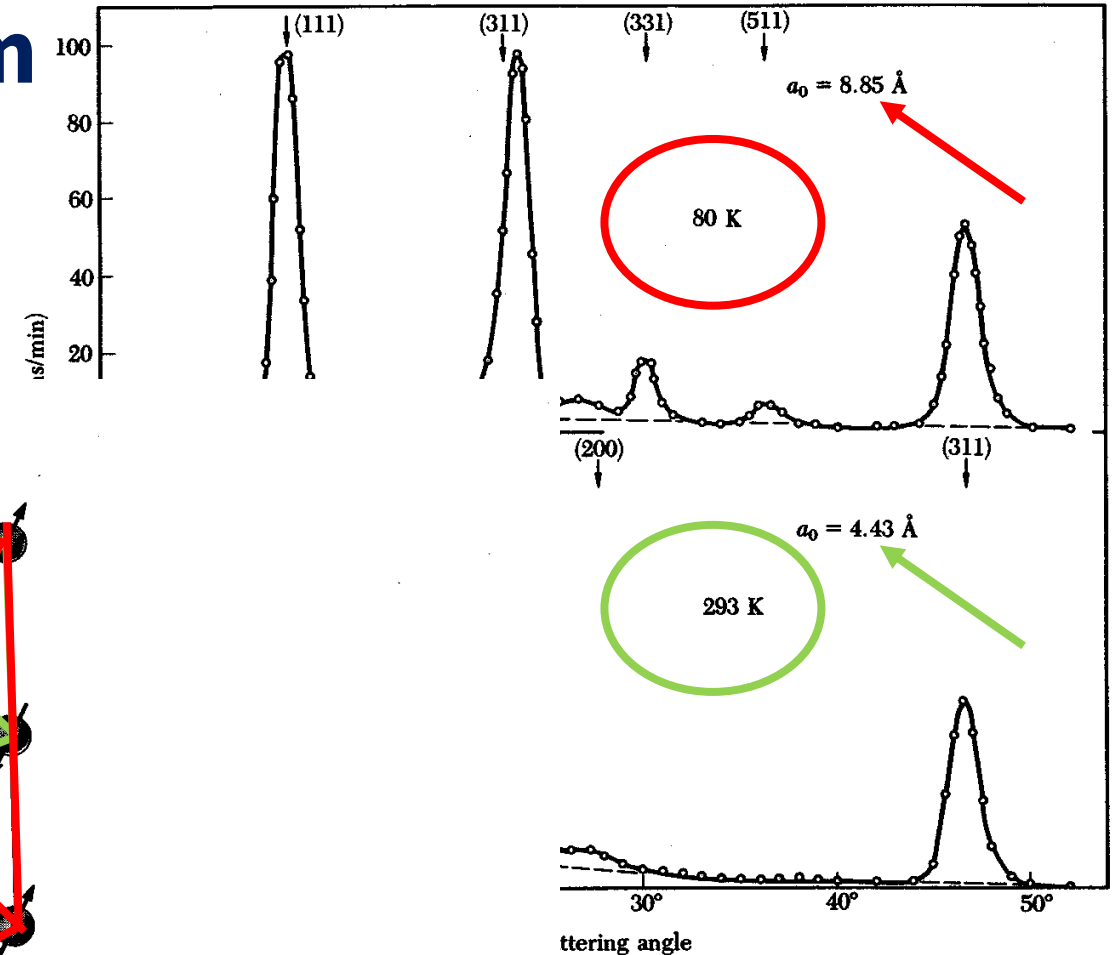 m
(111) (311) (331) (511)
100
a₀ = 8.85 Å
80
60
80 K
40
20
s/min)
(200) (311)
a₀ = 4.43 Å
293 K
30° 40° 50°
ttering angle